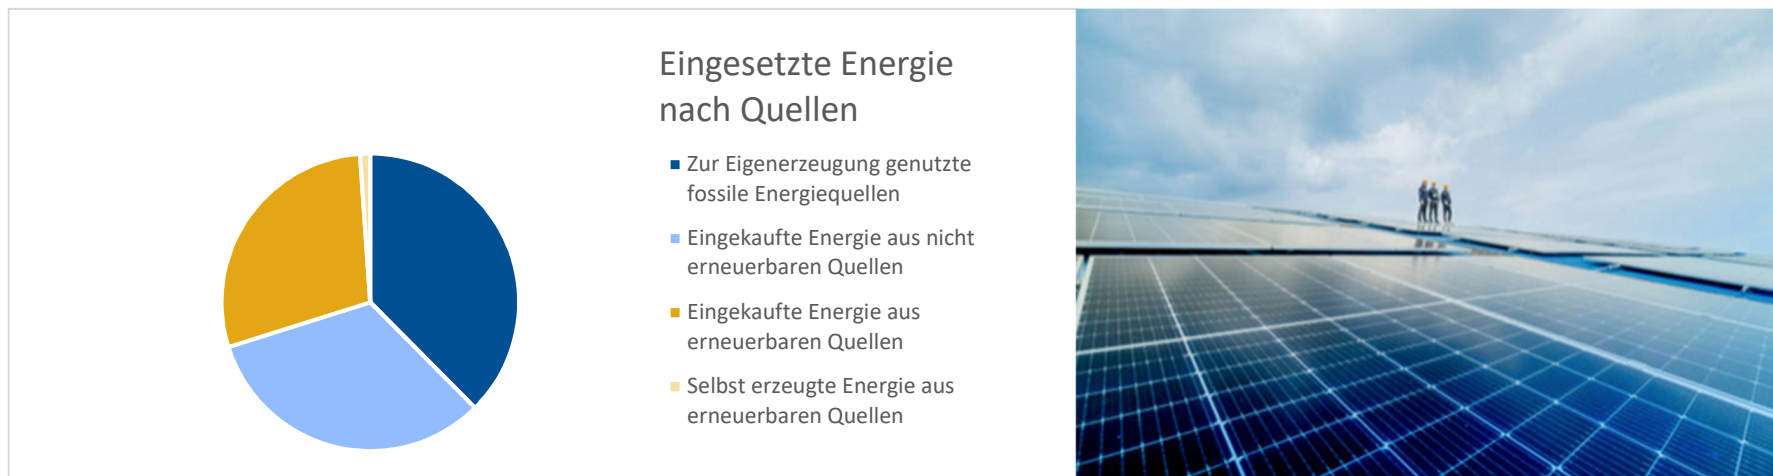 Eingesetzte Energie
nach Quellen
Zur Eigenerzeugung genutzte
fossile Energiequellen
Eingekaufte Energie aus nicht
erneuerbaren Quellen
Eingekaufte Energie aus
erneuerbaren Quellen
Selbst erzeugte Energie aus
erneuerbaren Quellen